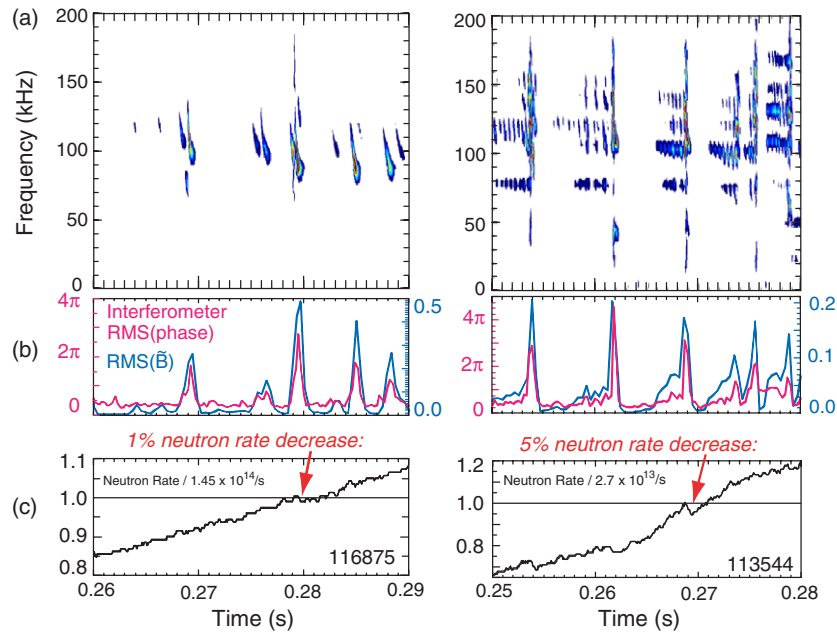 (a)
200
150
100
50
0
Frequency (kHz)
200
150
100
50
0
(b)
4π
2π
0
Interferometer
RMS(phase)
RMS(B̃)
0.5
0.0
4π
2π
0
0.2
0.1
0.0
1% neutron rate decrease:
5% neutron rate decrease:
(c)
1.1
1.0
0.9
0.8
Neutron Rate / 1.45 x 10¹⁴/s
116875
0.26
0.27
0.28
0.29
Time (s)
1.2
1.0
0.8
Neutron Rate / 2.7 x 10¹³/s
113544
0.25
0.26
0.27
0.28
Time (s)